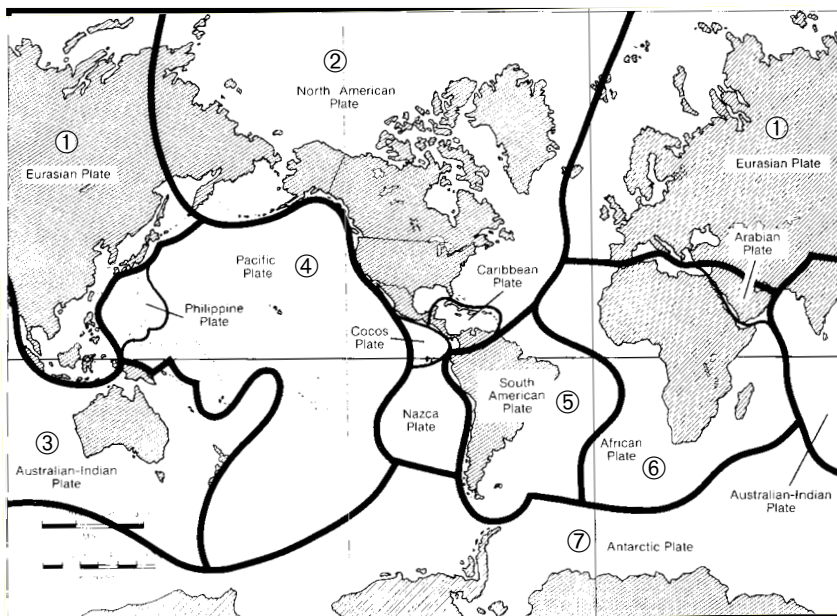 ②
North American
Plate
①
Eurasian Plate
①
Eurasian Plate
Arabian
Plate
Pacific
Plate
④
Caribbean
Plate
Philippine
Plate
Cocos
Plate
South
American
Plate
⑤
Nazca
Plate
③
Australian-Indian
Plate
African
Plate
⑥
Australian-Indian
Plate
⑦
Antarctic Plate